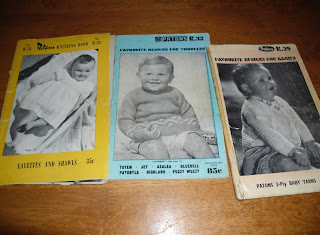 KNITTING BOOK
LAYETTES AND SHAWLS
25c
PATONS
FAVOURITE DESIGNS FOR TODDLERS
TOTEM - JET - AZALEA - BLUEBELL
PATONYLE - HIGHLAND - FUZZY WUZZY
85c
Patons
FAVOURITE DESIGNS FOR BABIES
PATONS 3-Ply BABY YARNS